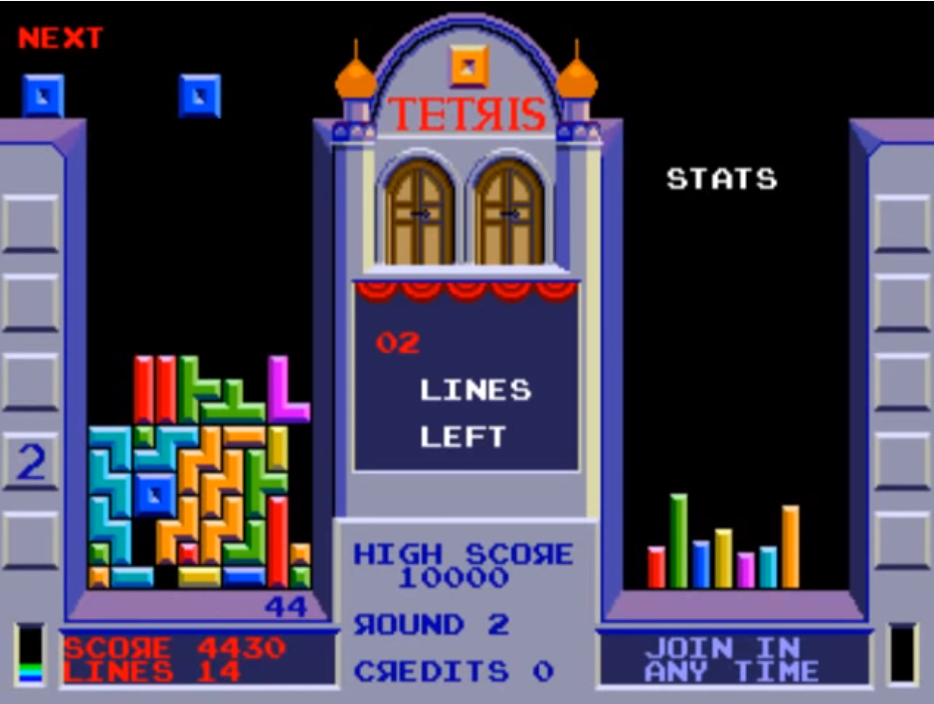 NEXT
TETЯIS
STATS
02
LINES
LEFT
2
HIGH SCOЯE
10000
44
ЯOUND 2
SCOЯE 4430
LINES 14
CЯEDITS 0
JOIN IN
ANY TIME